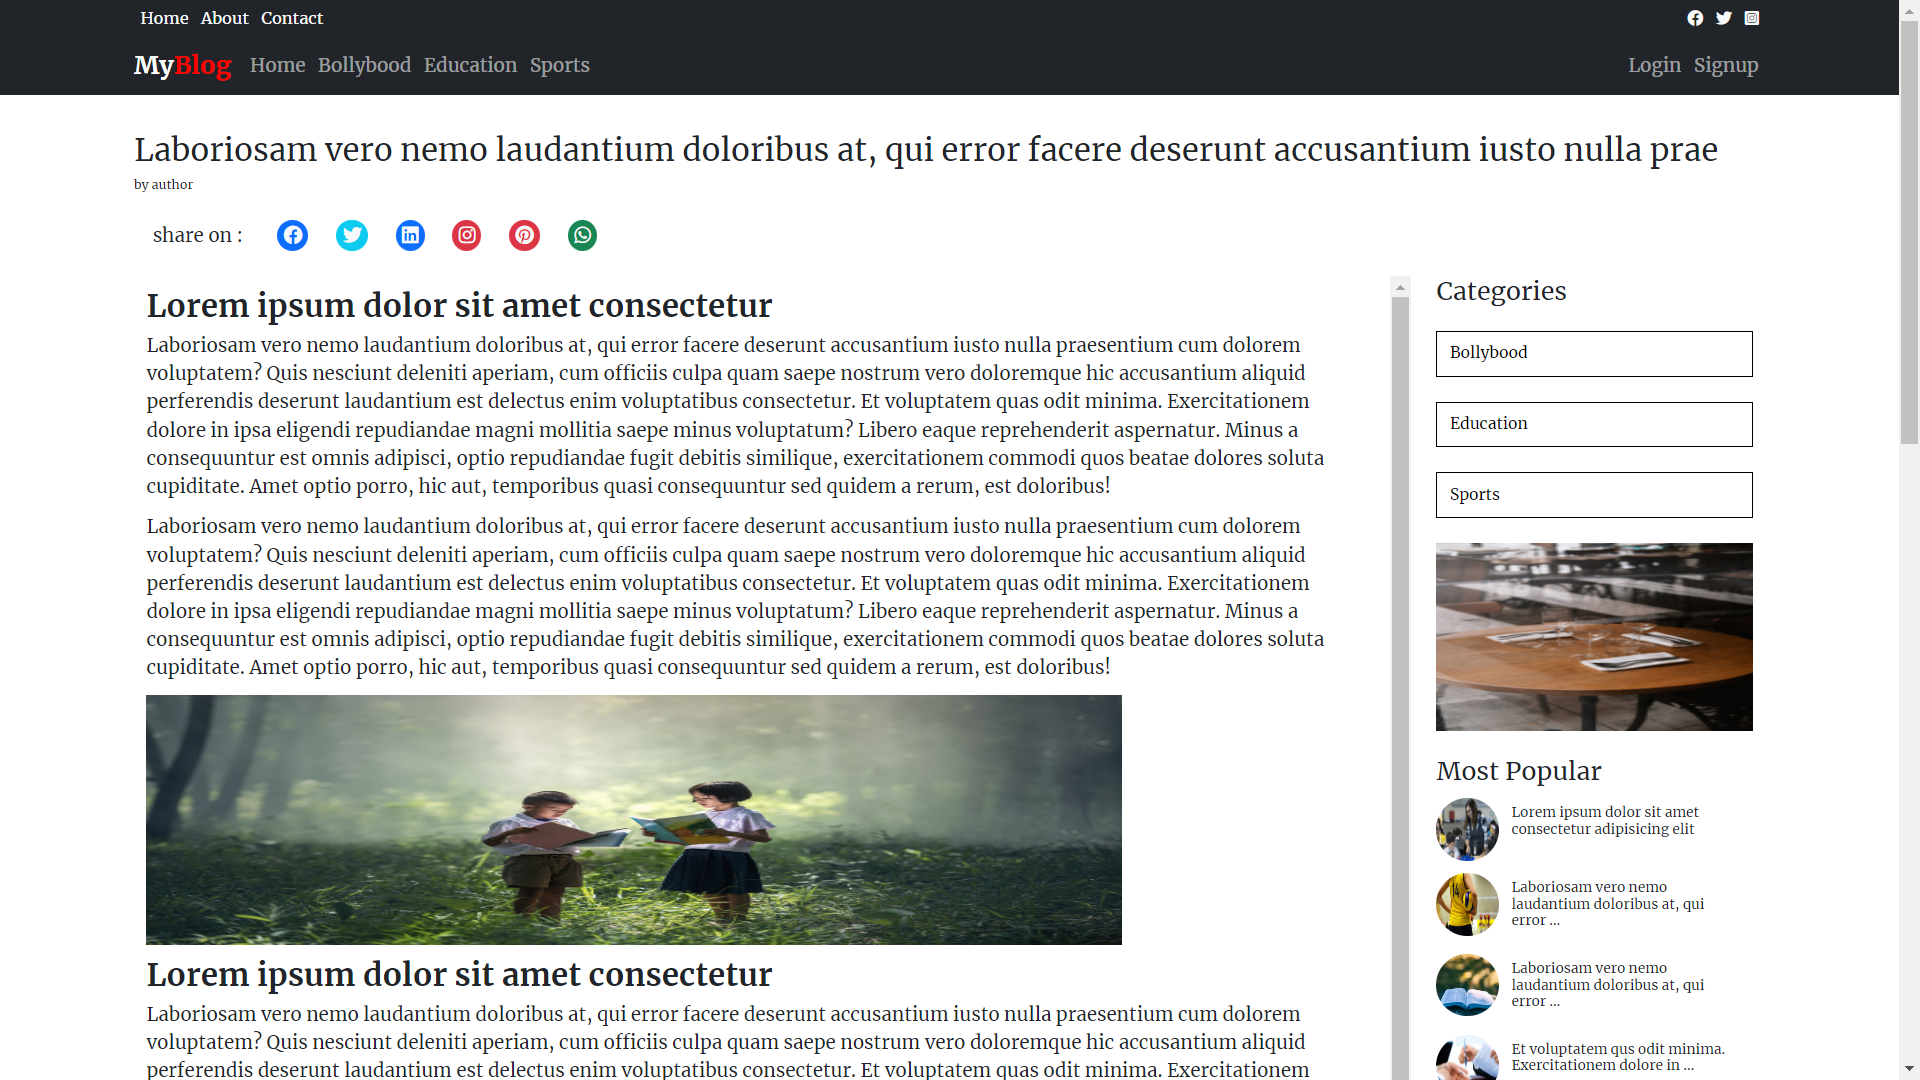 Home About Contact
MyBlog Home Bollybood Education Sports Login Signup
Laboriosam vero nemo laudantium doloribus at, qui error facere deserunt accusantium iusto nulla prae
by author
share on :
Lorem ipsum dolor sit amet consectetur
Laboriosam vero nemo laudantium doloribus at, qui error facere deserunt accusantium iusto nulla praesentium cum dolorem
voluptatem? Quis nesciunt deleniti aperiam, cum officiis culpa quam saepe nostrum vero doloremque hic accusantium aliquid
perferendis deserunt laudantium est delectus enim voluptatibus consectetur. Et voluptatem quas odit minima. Exercitationem
dolore in ipsa eligendi repudiandae magni mollitia saepe minus voluptatum? Libero eaque reprehenderit aspernatur. Minus a
consequuntur est omnis adipisci, optio repudiandae fugit debitis similique, exercitationem commodi quos beatae dolores soluta
cupiditate. Amet optio porro, hic aut, temporibus quasi consequuntur sed quidem a rerum, est doloribus!
Laboriosam vero nemo laudantium doloribus at, qui error facere deserunt accusantium iusto nulla praesentium cum dolorem
voluptatem? Quis nesciunt deleniti aperiam, cum officiis culpa quam saepe nostrum vero doloremque hic accusantium aliquid
perferendis deserunt laudantium est delectus enim voluptatibus consectetur. Et voluptatem quas odit minima. Exercitationem
dolore in ipsa eligendi repudiandae magni mollitia saepe minus voluptatum? Libero eaque reprehenderit aspernatur. Minus a
consequuntur est omnis adipisci, optio repudiandae fugit debitis similique, exercitationem commodi quos beatae dolores soluta
cupiditate. Amet optio porro, hic aut, temporibus quasi consequuntur sed quidem a rerum, est doloribus!
Lorem ipsum dolor sit amet consectetur
Laboriosam vero nemo laudantium doloribus at, qui error facere deserunt accusantium iusto nulla praesentium cum dolorem
voluptatem? Quis nesciunt deleniti aperiam, cum officiis culpa quam saepe nostrum vero doloremque hic accusantium aliquid
perferendis deserunt laudantium est delectus enim voluptatibus consectetur. Et voluptatem quas odit minima. Exercitationem
Categories
Bollybood
Education
Sports
Most Popular
Lorem ipsum dolor sit amet
consectetur adipisicing elit
Laboriosam vero nemo
laudantium doloribus at, qui
error ...
Laboriosam vero nemo
laudantium doloribus at, qui
error ...
Et voluptatem qus odit minima.
Exercitationem dolore in ...